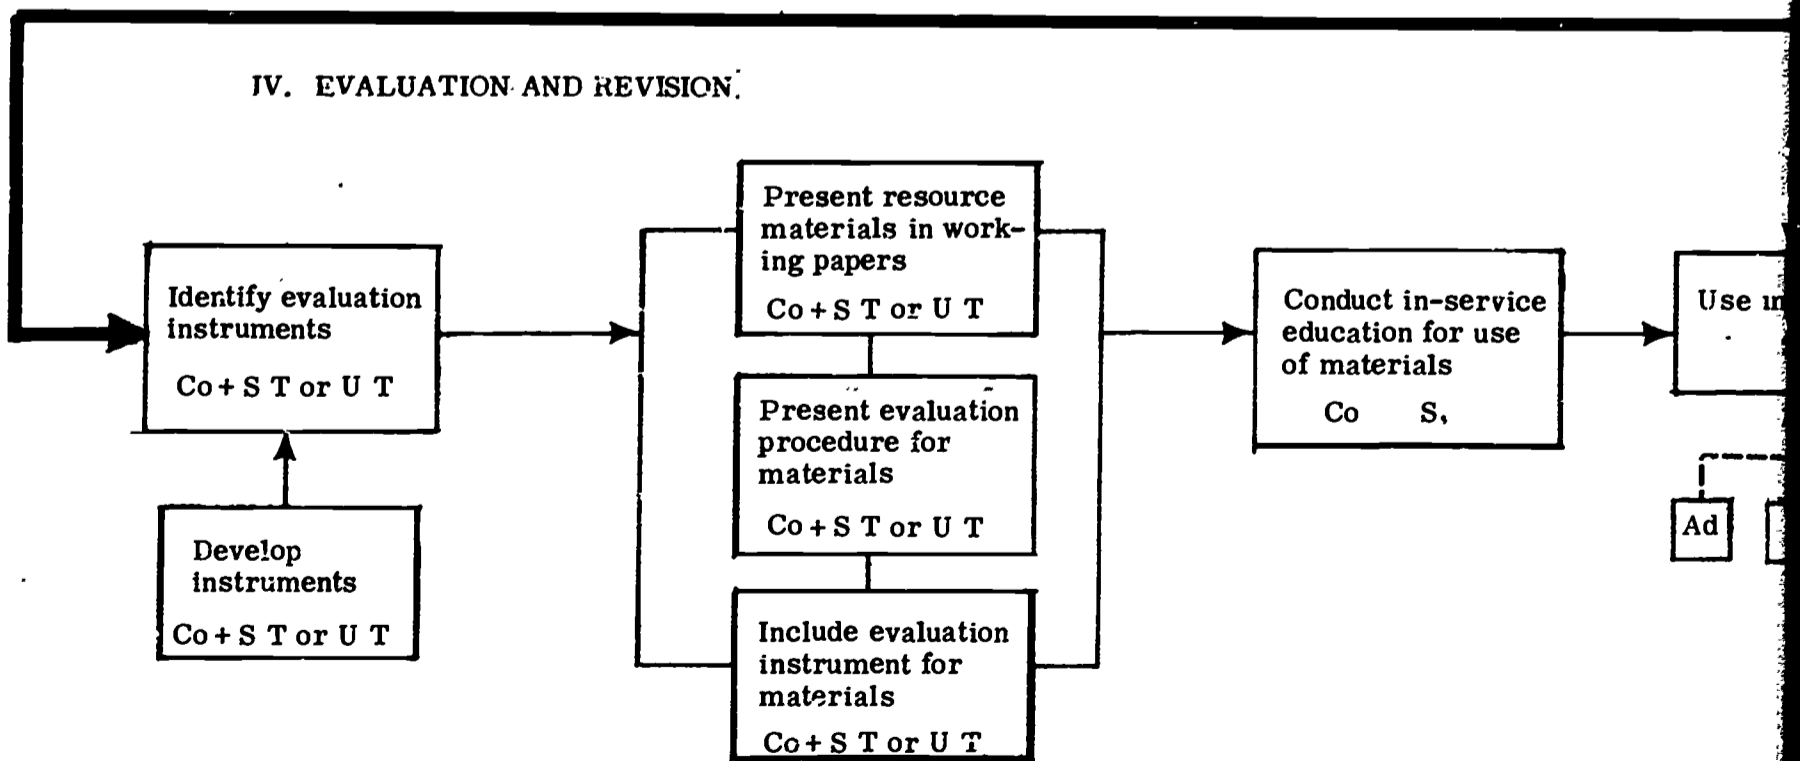 IV. EVALUATION AND REVISION.
Identify evaluation
instruments
Co + S T or U T
Develop
instruments
Co + S T or U T
Present resource
materials in work-
ing papers
Co + S T or U T
Present evaluation
procedure for
materials
Co + S T or U T
Include evaluation
instrument for
materials
Co + S T or U T
Conduct in-service
education for use
of materials
Co S,
Use
Ad